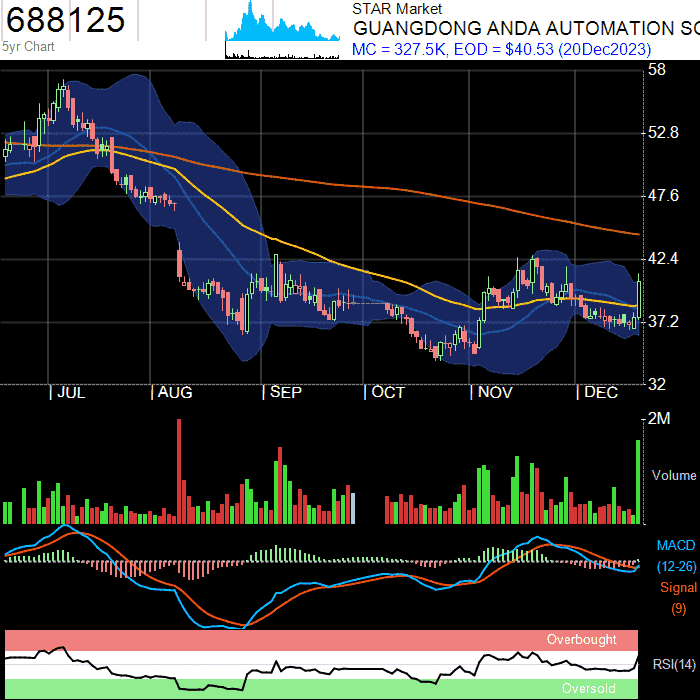 688125
5yr Chart
STAR Market
GUANGDONG ANDA AUTOMATION SO
MC = 327.5K, EOD = $40.53 (20Dec2023)
58
52.8
47.6
42.4
37.2
32
JUL AUG SEP OCT NOV DEC
2M
Volume
MACD
(12-26)
Signal
(9)
Overbought
RSI(14)
Oversold